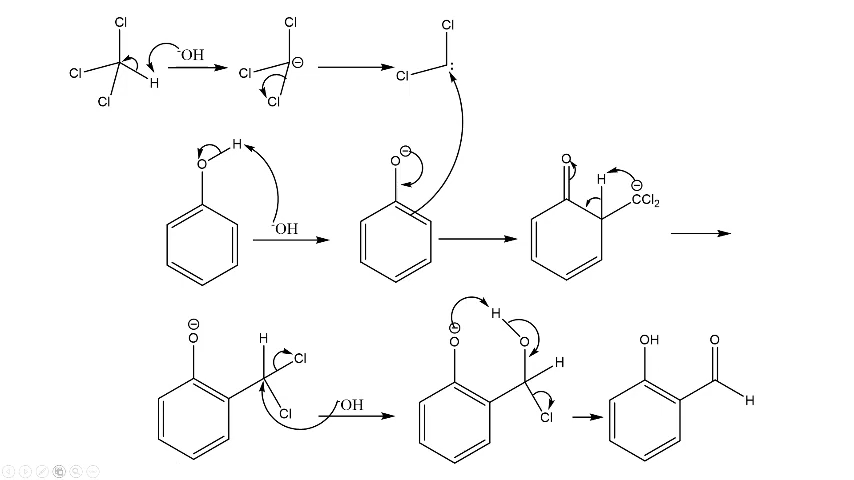 Cl Cl Cl
Cl H ⁻OH Cl ⊖ Cl :
Cl Cl
H ⊖
O O O H ⊖
CCl₂
⁻OH
⊖ ⊖ H
O H Cl O O H OH O
Cl Cl H
⁻OH